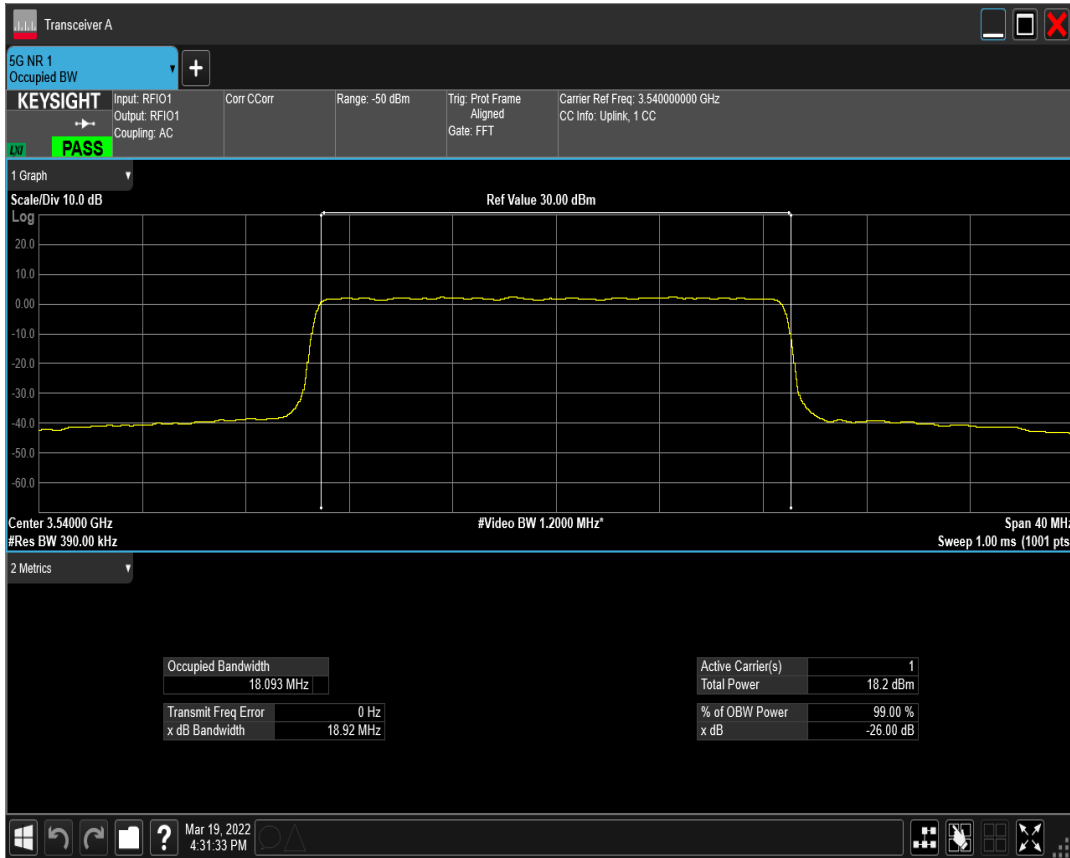 Transceiver A
5G NR 1
Occupied BW
+
KEYSIGHT
LXI
PASS
Input: RFIO1
Output: RFIO1
Coupling: AC
Corr CCorr
Range: -50 dBm
Trig: Prot Frame
Aligned
Gate: FFT
Carrier Ref Freq: 3.540000000 GHz
CC Info: Uplink, 1 CC
1 Graph
Scale/Div 10.0 dB
Ref Value 30.00 dBm
Log
20.0
10.0
0.00
-10.0
-20.0
-30.0
-40.0
-50.0
-60.0
Center 3.54000 GHz
#Video BW 1.2000 MHz*
Span 40 MHz
#Res BW 390.00 kHz
Sweep 1.00 ms (1001 pts
2 Metrics
Occupied Bandwidth
18.093 MHz
Transmit Freq Error 0 Hz
x dB Bandwidth 18.92 MHz
Active Carrier(s) 1
Total Power 18.2 dBm
% of OBW Power 99.00 %
x dB -26.00 dB
?
Mar 19, 2022
4:31:33 PM